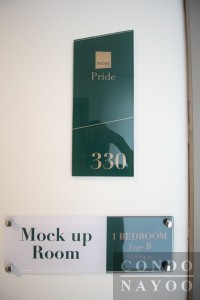 Pride
330
Mock up
Room
1 BEDROOM
Type B
CONDO
NAYOO